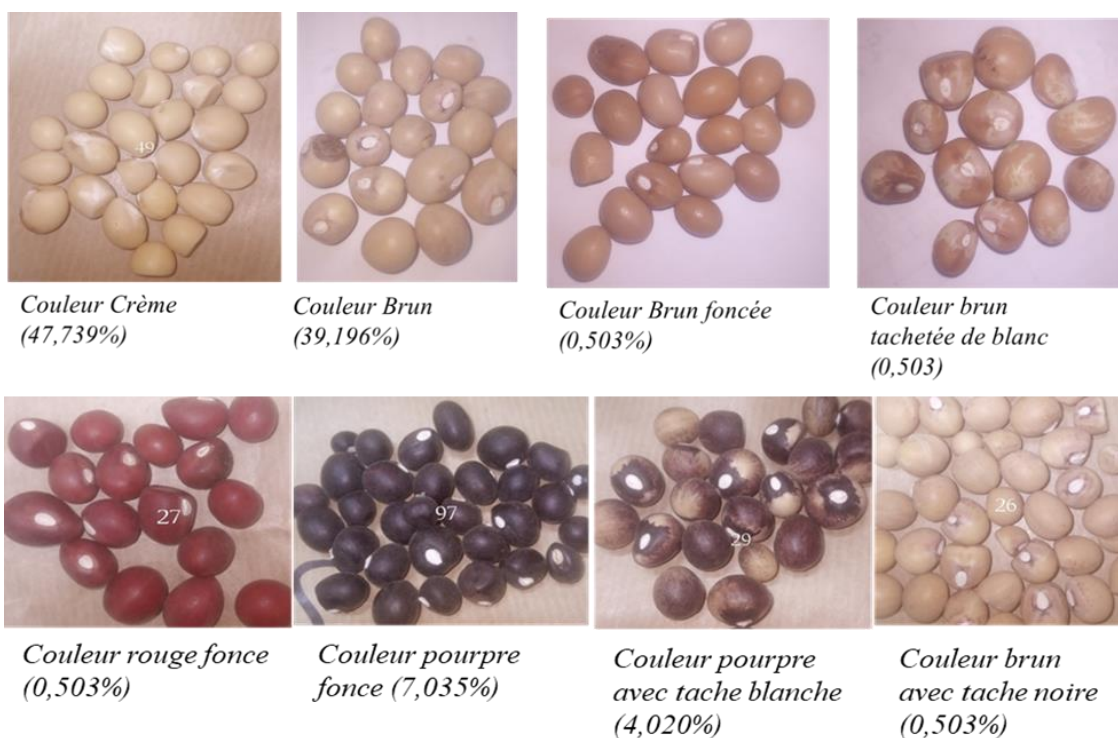 49
Couleur Crème
(47,739%)
Couleur Brun
(39,196%)
Couleur Brun foncée
(0,503%)
Couleur brun
tachetée de blanc
(0,503)
27
97
29
26
Couleur rouge fonce
(0,503%)
Couleur pourpre
fonce (7,035%)
Couleur pourpre
avec tache blanche
(4,020%)
Couleur brun
avec tache noire
(0,503%)